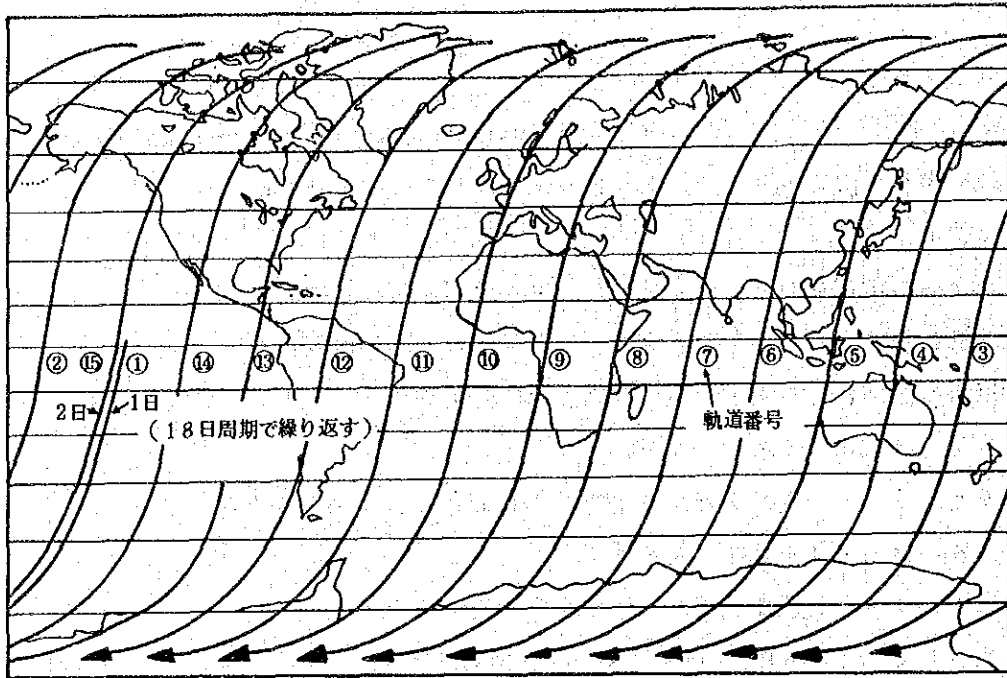 ② ⑮ ① ⑭ ⑬ ⑫ ⑪ ⑩ ⑨ ⑧ ⑦ ⑥ ⑤ ④ ③
2日 1日
(18日周期で繰り返す)
軌道番号